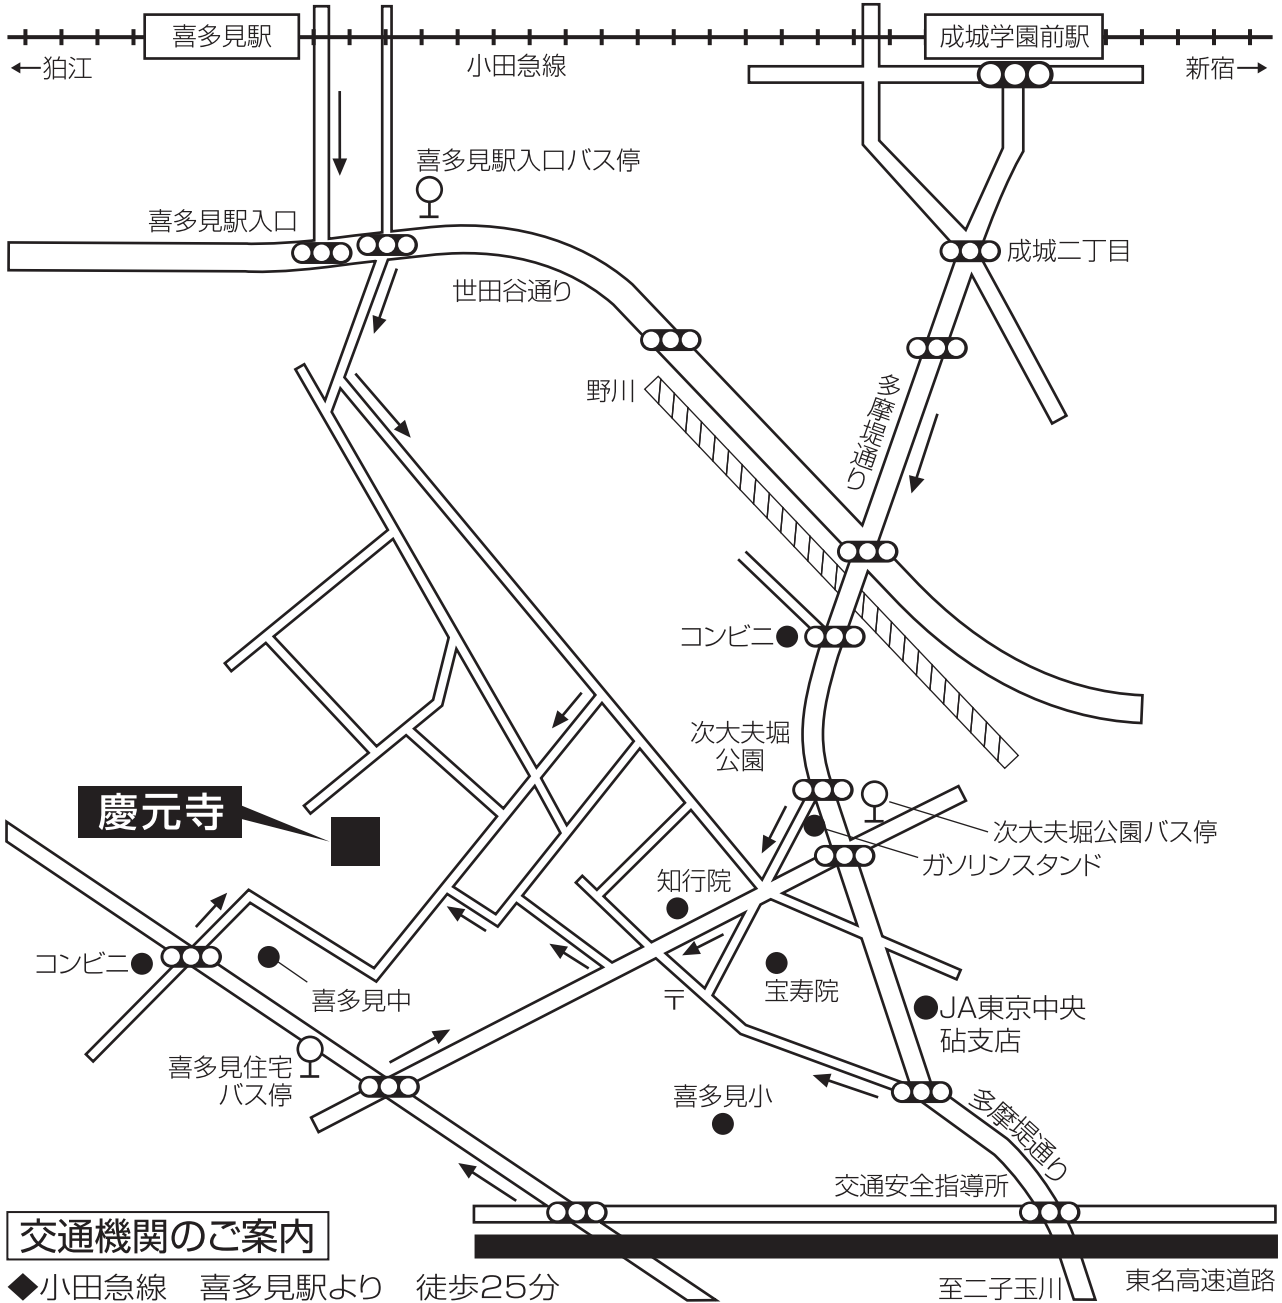 喜多見駅
成城学園前駅
狛江
小田急線
新宿
喜多見駅入口バス停
喜多見駅入口
成城二丁目
世田谷通り
野川
多摩堤通り
コンビニ
次大夫堀
公園
慶元寺
次大夫堀公園バス停
ガソリンスタンド
知行院
コンビニ
喜多見中
〒
宝寿院
JA東京中央
砧支店
喜多見住宅
バス停
喜多見小
多摩堤通り
交通安全指導所
交通機関のご案内
東名高速道路
至二子玉川
◆小田急線 喜多見駅より 徒歩25分